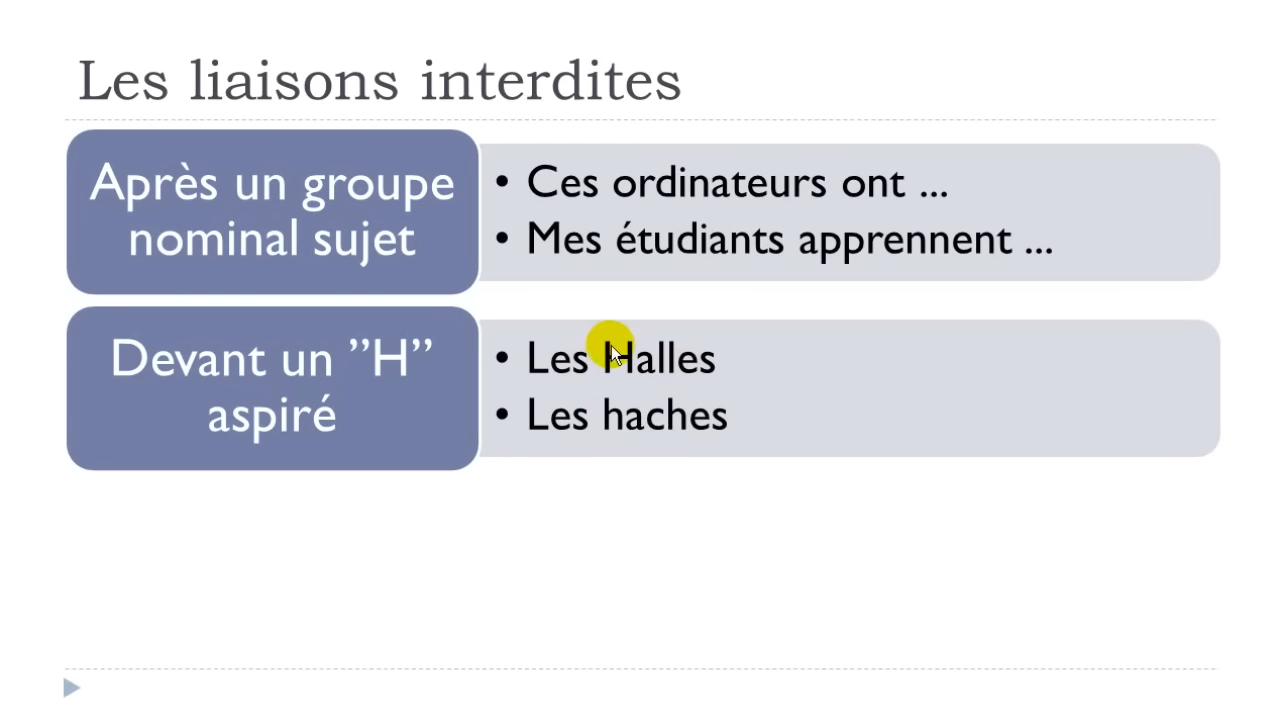 Les liaisons interdites
Après un groupe
nominal sujet
• Ces ordinateurs ont ...
• Mes étudiants apprennent ...
Devant un ”H”
aspiré
• Les Halles
• Les haches